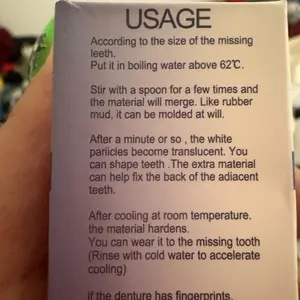 USAGE
According to the size of the missing
leeth.
Put it in boiling water above 62℃.
Stir with a spoon for a few times and
the material will merge. Like rubber
mud, it can be molded at will.
After a minute or so , the white
particles become translucent. You
can shape teeth .The extra material
can help fix the back of the adiacent
teeth.
After cooling at room temperature.
the material hardens.
You can wear it to the missing tooth
(Rinse with cold water to accelerate
cooling)
if the denture has fingerprints,